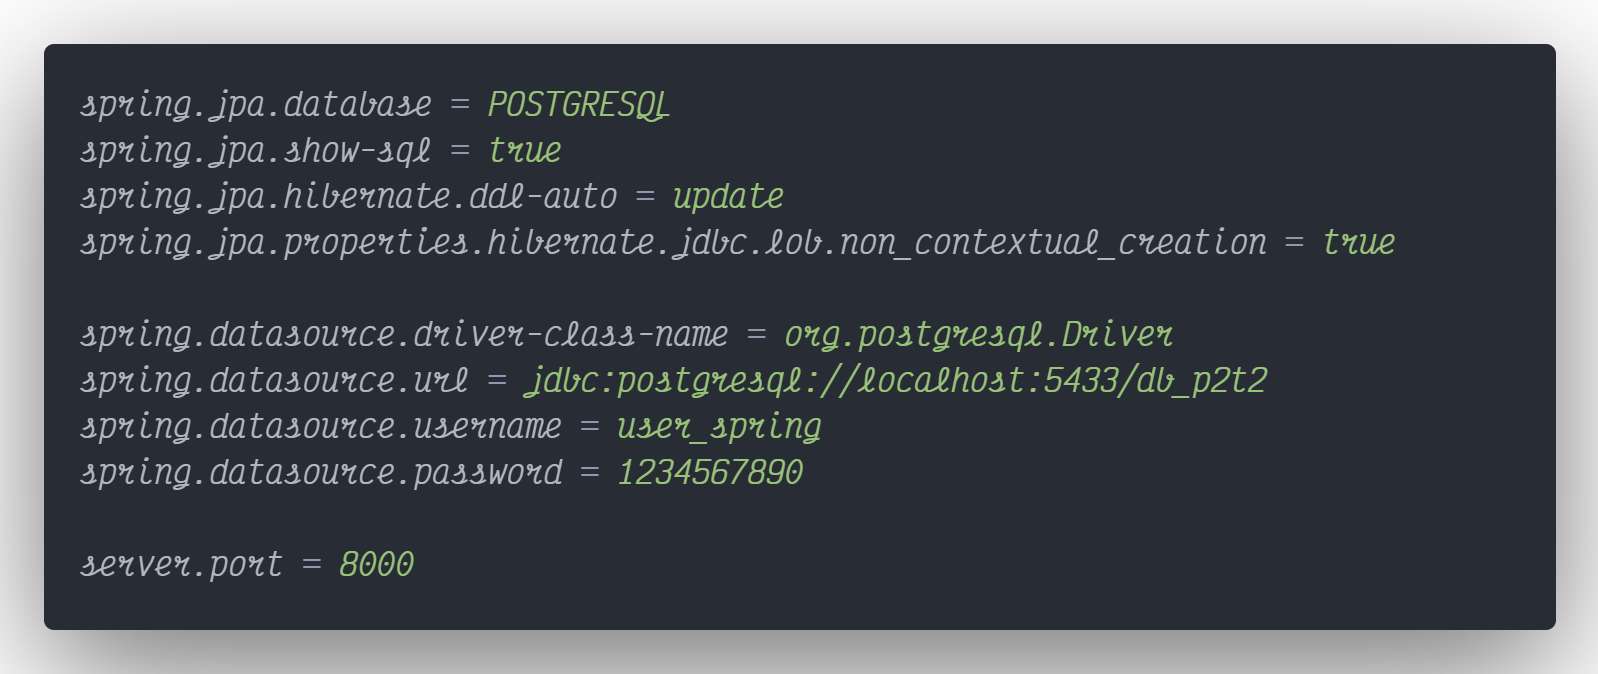 spring.jpa.database = POSTGRESQL
spring.jpa.show-sql = true
spring.jpa.hibernate.ddl-auto = update
spring.jpa.properties.hibernate.jdbc.lob.non_contextual_creation = true
spring.datasource.driver-class-name = org.postgresql.Driver
spring.datasource.url = jdbc:postgresql://localhost:5433/db_p2t2
spring.datasource.username = user_spring
spring.datasource.password = 1234567890
server.port = 8000